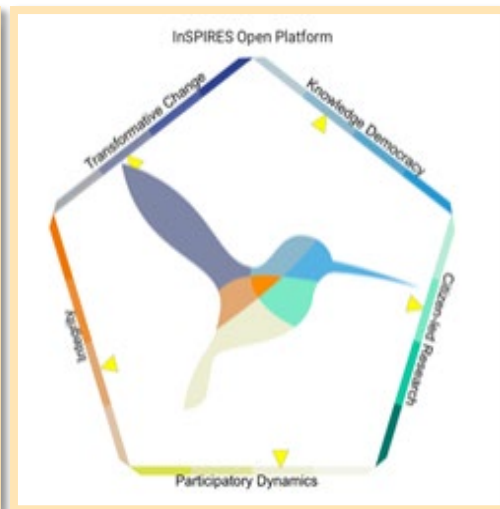 InSPIRES Open Platform
Transformative Change
Knowledge Democracy
Citizen-led Research
Integrity
Participatory Dynamics